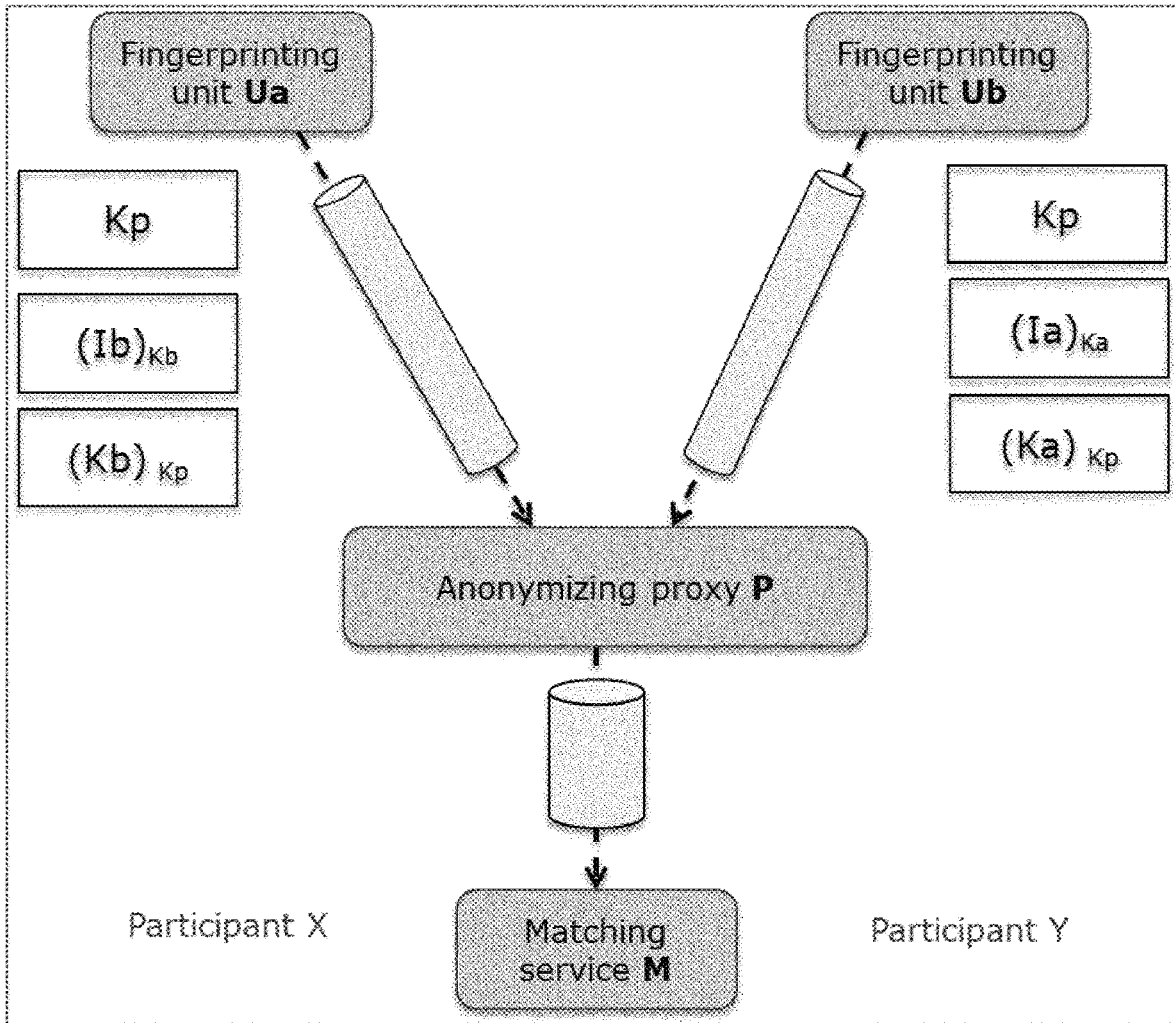 Fingerprinting
unit Ua
Fingerprinting
unit Ub
Kp
(Ib)Kb
(Kb) Kp
Kp
(Ia)Ka
(Ka) Kp
Anonymizing proxy P
Participant X
Matching
service M
Participant Y